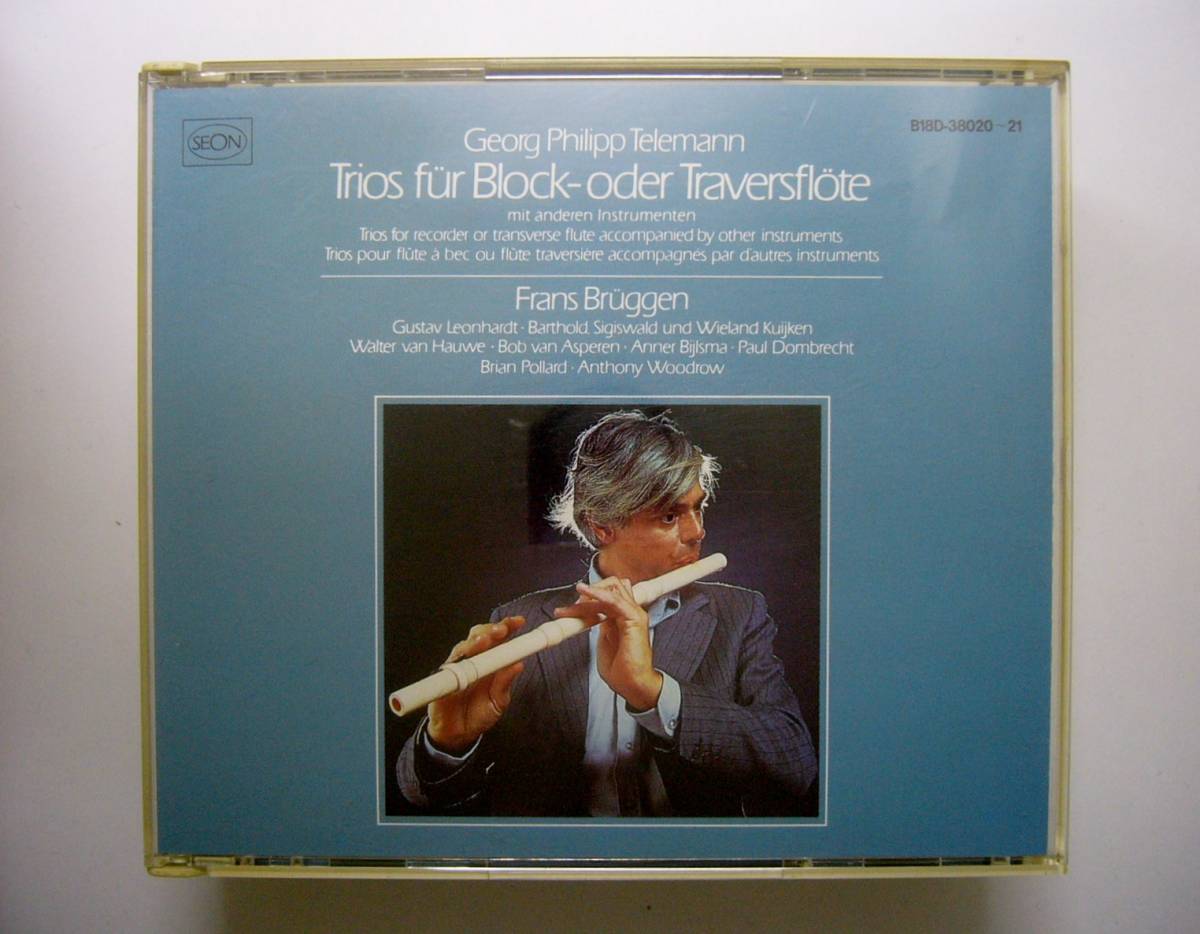 SEON
B18D-38020~21
Georg Philipp Telemann
Trios für Block-oder Traversflöte
mit anderen Instrumenten
Trios for recorder or transverse flute accompanied by other instruments
Trios pour flûte à bec ou flûte traversière accompagnés par d'autres instruments
Frans Brüggen
Gustav Leonhardt · Barthold, Sigiswald und Wieland Kuijken
Walter van Hauwe · Bob van Asperen · Anner Bijlsma · Paul Dombrecht
Brian Pollard · Anthony Woodrow